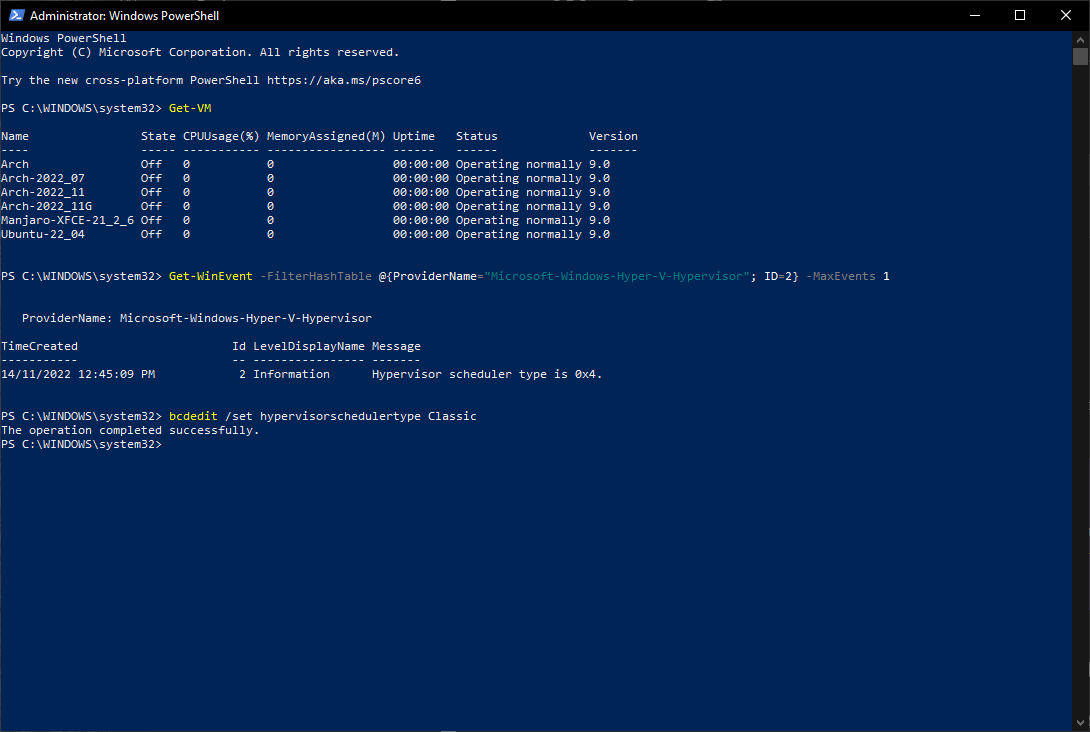 Administrator: Windows PowerShell
Windows PowerShell
Copyright (C) Microsoft Corporation. All rights reserved.
Try the new cross-platform PowerShell https://aka.ms/pscore6
PS C:\WINDOWS\system32> Get-VM
Name                State CPUUsage(%) MemoryAssigned(M) Uptime   Status             Version
----                ----- ----------- ----------------- ------   ------             -------
Arch                Off   0           0                 00:00:00 Operating normally 9.0
Arch-2022_07        Off   0           0                 00:00:00 Operating normally 9.0
Arch-2022_11        Off   0           0                 00:00:00 Operating normally 9.0
Arch-2022_11G       Off   0           0                 00:00:00 Operating normally 9.0
Manjaro-XFCE-21_2_6 Off   0           0                 00:00:00 Operating normally 9.0
Ubuntu-22_04        Off   0           0                 00:00:00 Operating normally 9.0
PS C:\WINDOWS\system32> Get-WinEvent -FilterHashTable @{ProviderName="Microsoft-Windows-Hyper-V-Hypervisor"; ID=2} -MaxEvents 1
   ProviderName: Microsoft-Windows-Hyper-V-Hypervisor
TimeCreated                      Id LevelDisplayName Message
-----------                      -- ---------------- -------
14/11/2022 12:45:09 PM            2 Information      Hypervisor scheduler type is 0x4.
PS C:\WINDOWS\system32> bcdedit /set hypervisorschedulertype Classic
The operation completed successfully.
PS C:\WINDOWS\system32>